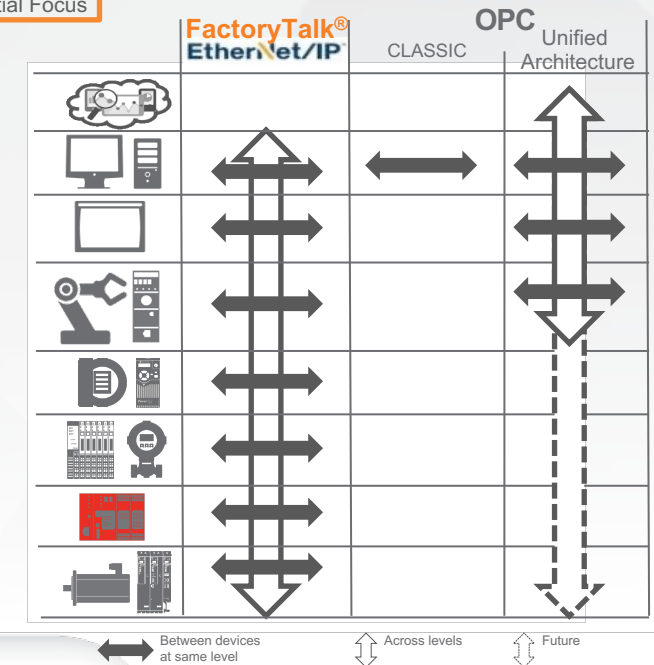 tial Focus
FactoryTalk®
EtherNet/IP
OPC
CLASSIC
Unified
Architecture
Between devices
at same level
Across levels
Future